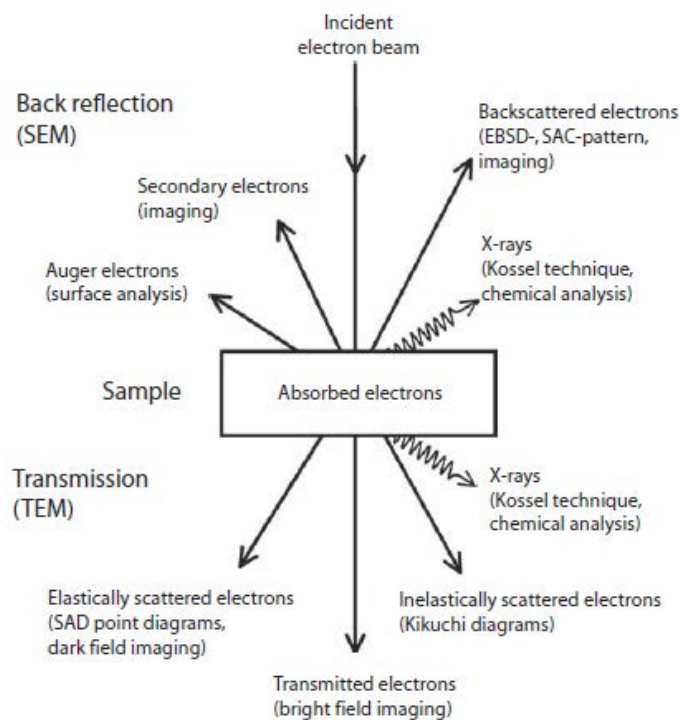 Incident
electron beam
Back reflection
(SEM)
Backscattered electrons
(EBSD-, SAC-pattern,
imaging)
Secondary electrons
(imaging)
X-rays
(Kossel technique,
chemical analysis)
Auger electrons
(surface analysis)
Sample
Absorbed electrons
Transmission
(TEM)
X-rays
(Kossel technique,
chemical analysis)
Elastically scattered electrons
(SAD point diagrams,
dark field imaging)
Inelastically scattered electrons
(Kikuchi diagrams)
Transmitted electrons
(bright field imaging)